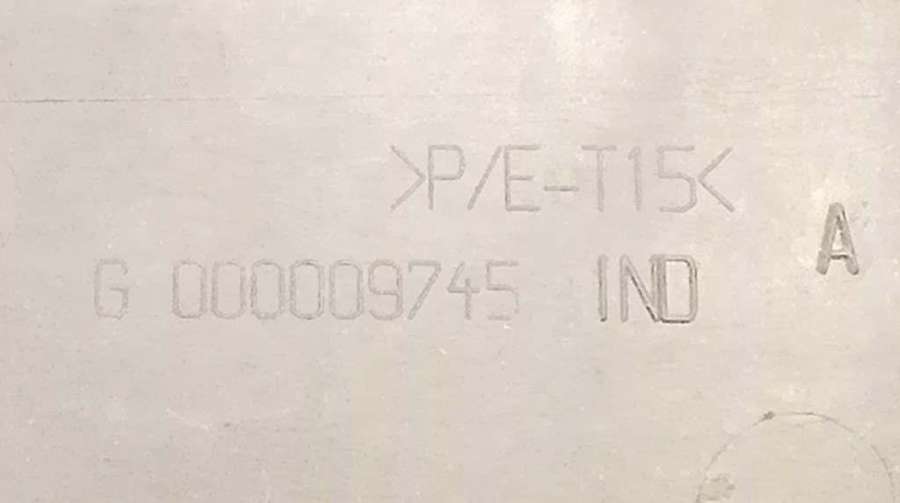 >P/E-T15<
G 000009745 IND A